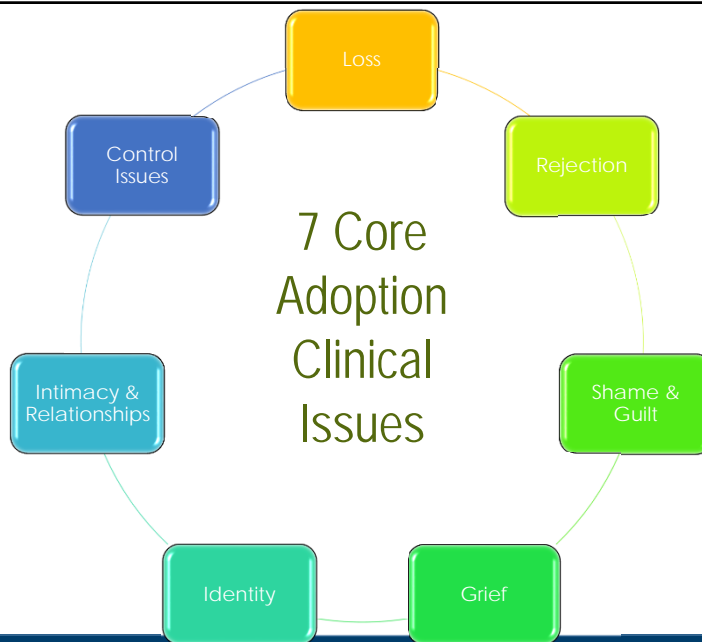 Loss
Rejection
Shame &
Guilt
Grief
Identity
Intimacy &
Relationships
Control
Issues
7 Core
Adoption
Clinical
Issues